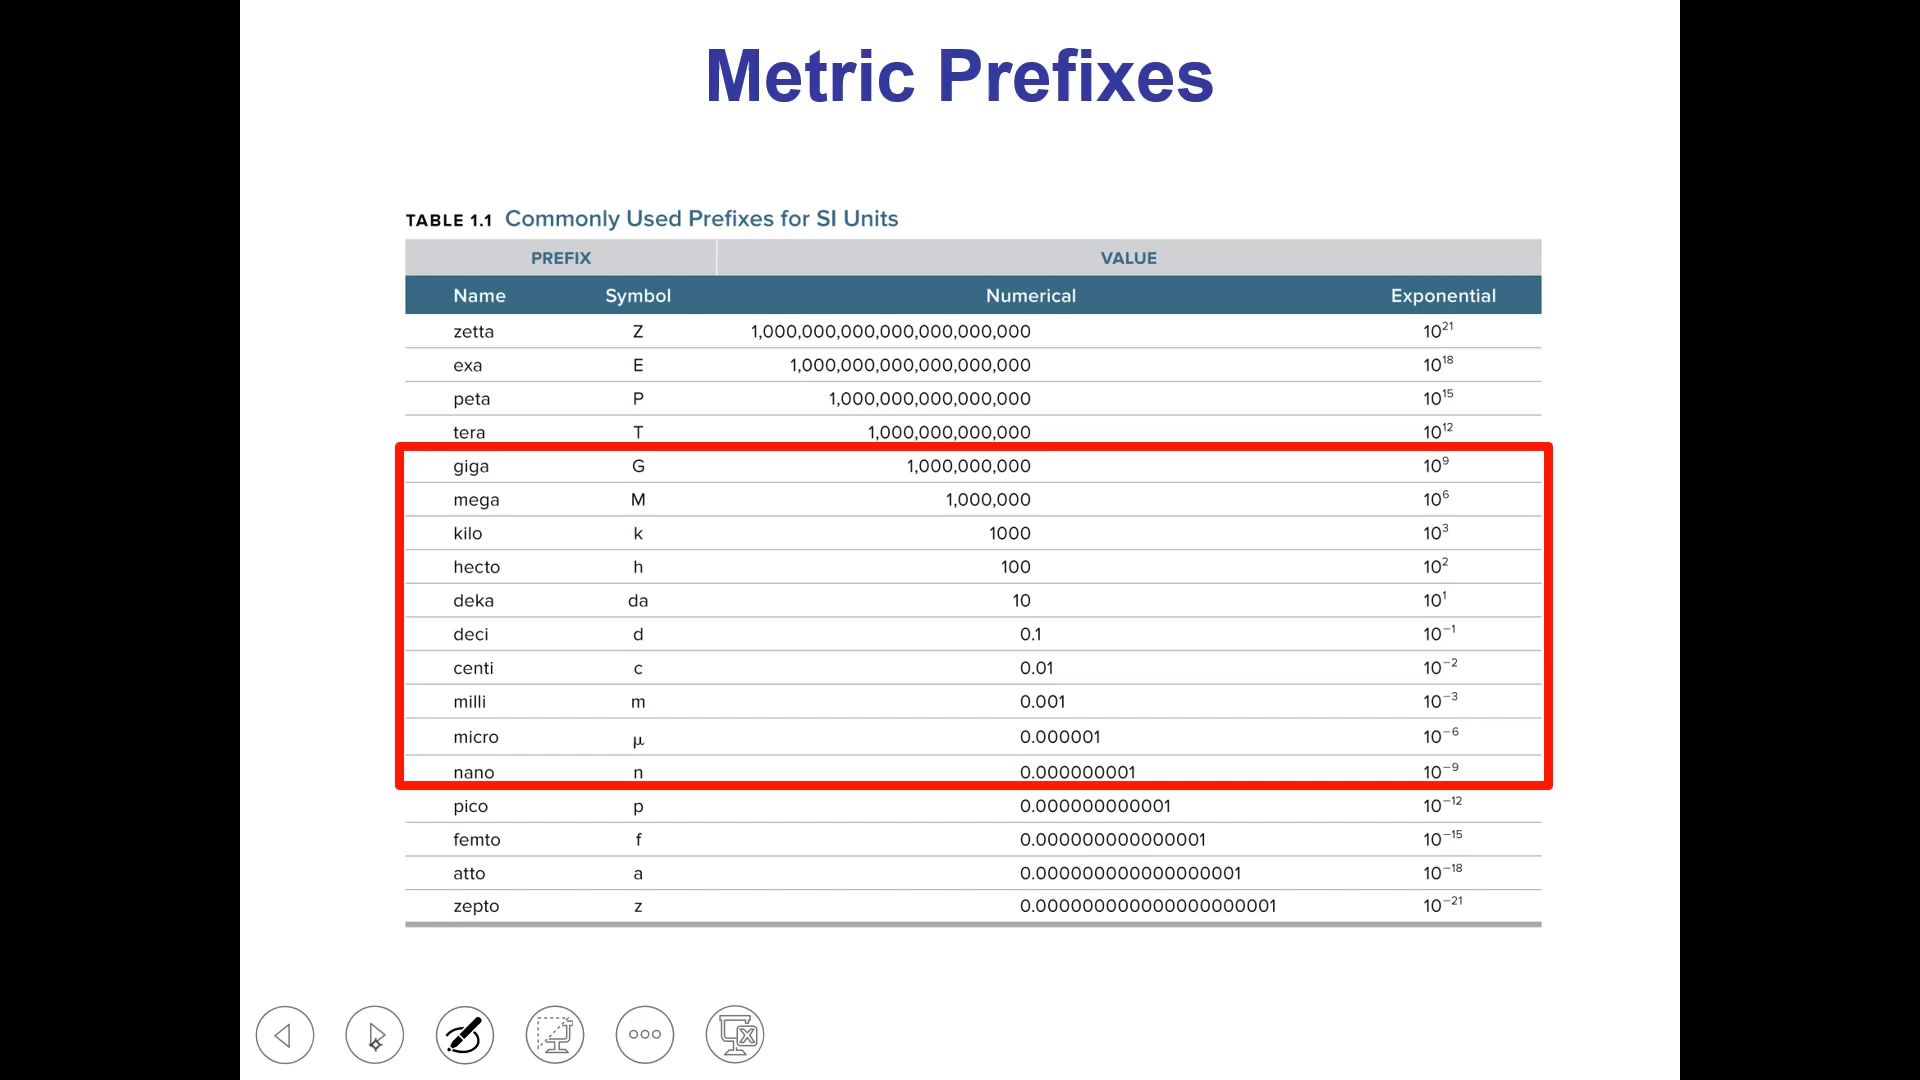 Metric Prefixes
TABLE 1.1 Commonly Used Prefixes for SI Units
PREFIX VALUE
Name Symbol Numerical Exponential
zetta Z 1,000,000,000,000,000,000,000 10²¹
exa E 1,000,000,000,000,000,000 10¹⁸
peta P 1,000,000,000,000,000 10¹⁵
tera T 1,000,000,000,000 10¹²
giga G 1,000,000,000 10⁹
mega M 1,000,000 10⁶
kilo k 1000 10³
hecto h 100 10²
deka da 10 10¹
deci d 0.1 10⁻¹
centi c 0.01 10⁻²
milli m 0.001 10⁻³
micro μ 0.000001 10⁻⁶
nano n 0.000000001 10⁻⁹
pico p 0.000000000001 10⁻¹²
femto f 0.000000000000001 10⁻¹⁵
atto a 0.000000000000000001 10⁻¹⁸
zepto z 0.000000000000000000001 10⁻²¹